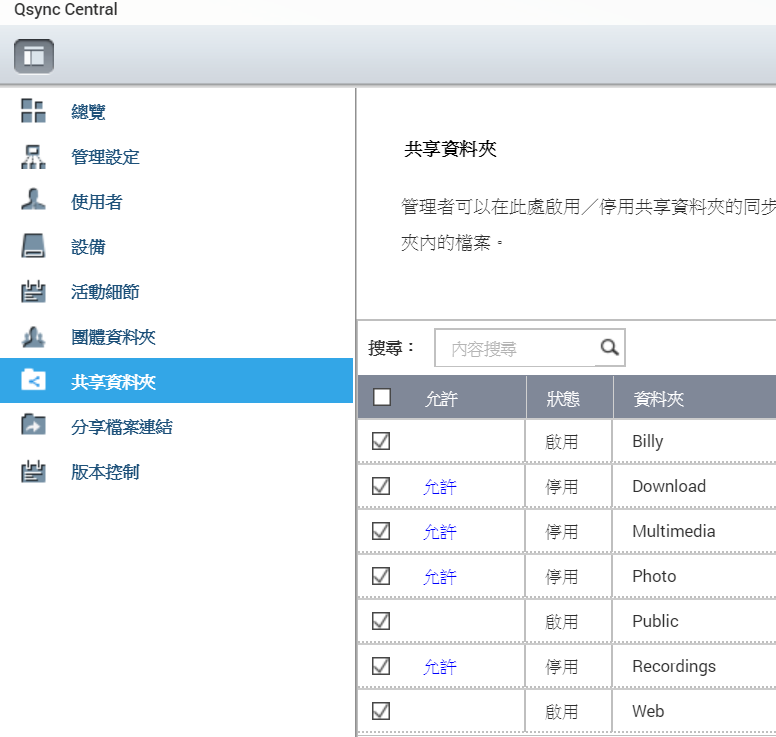 Qsync Central
總覽
管理設定
使用者
設備
活動細節
團體資料夾
共享資料夾
分享檔案連結
版本控制
共享資料夾
管理者可以在此處啟用／停用共享資料夾的同步
夾內的檔案。
搜尋： 內容搜尋
允許 狀態 資料夾
啟用 Billy
允許 停用 Download
允許 停用 Multimedia
允許 停用 Photo
啟用 Public
允許 停用 Recordings
啟用 Web